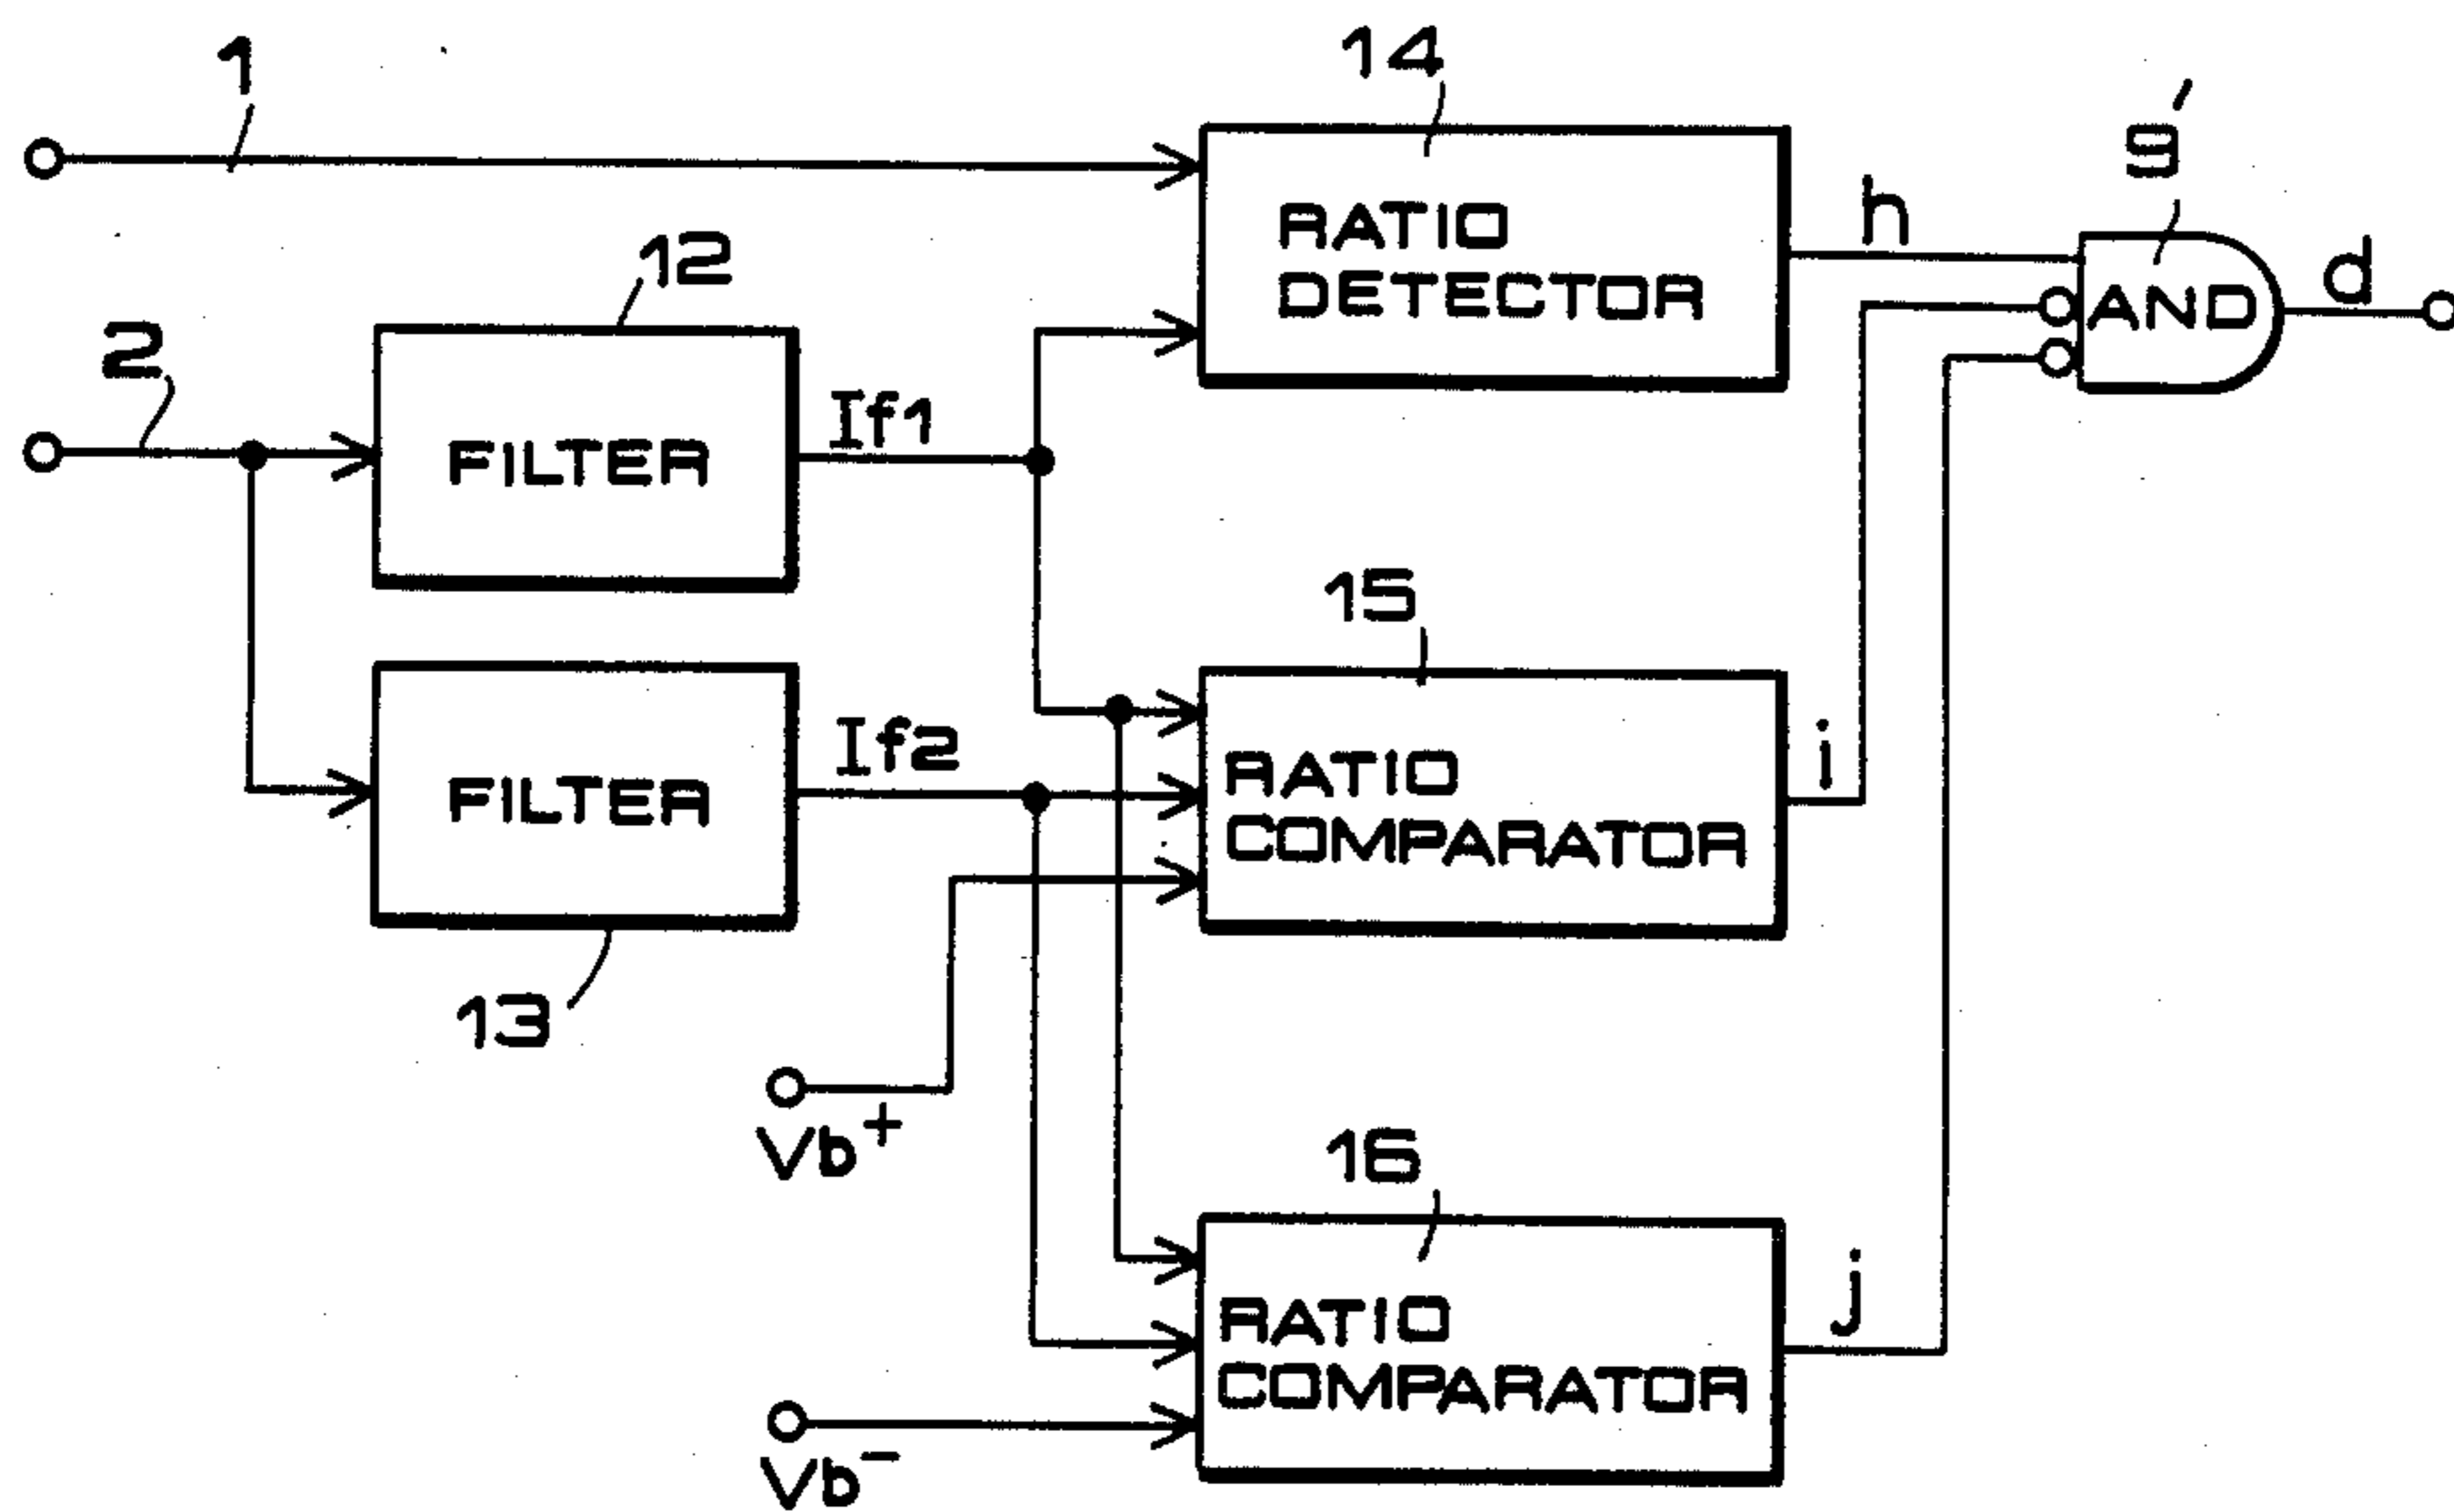 1
14
9'
RATIO
DETECTOR
h
AND
d
12
2
FILTER
If1
15
FILTER
If2
RATIO
COMPARATOR
i
13
Vb+
16
RATIO
COMPARATOR
j
Vb-